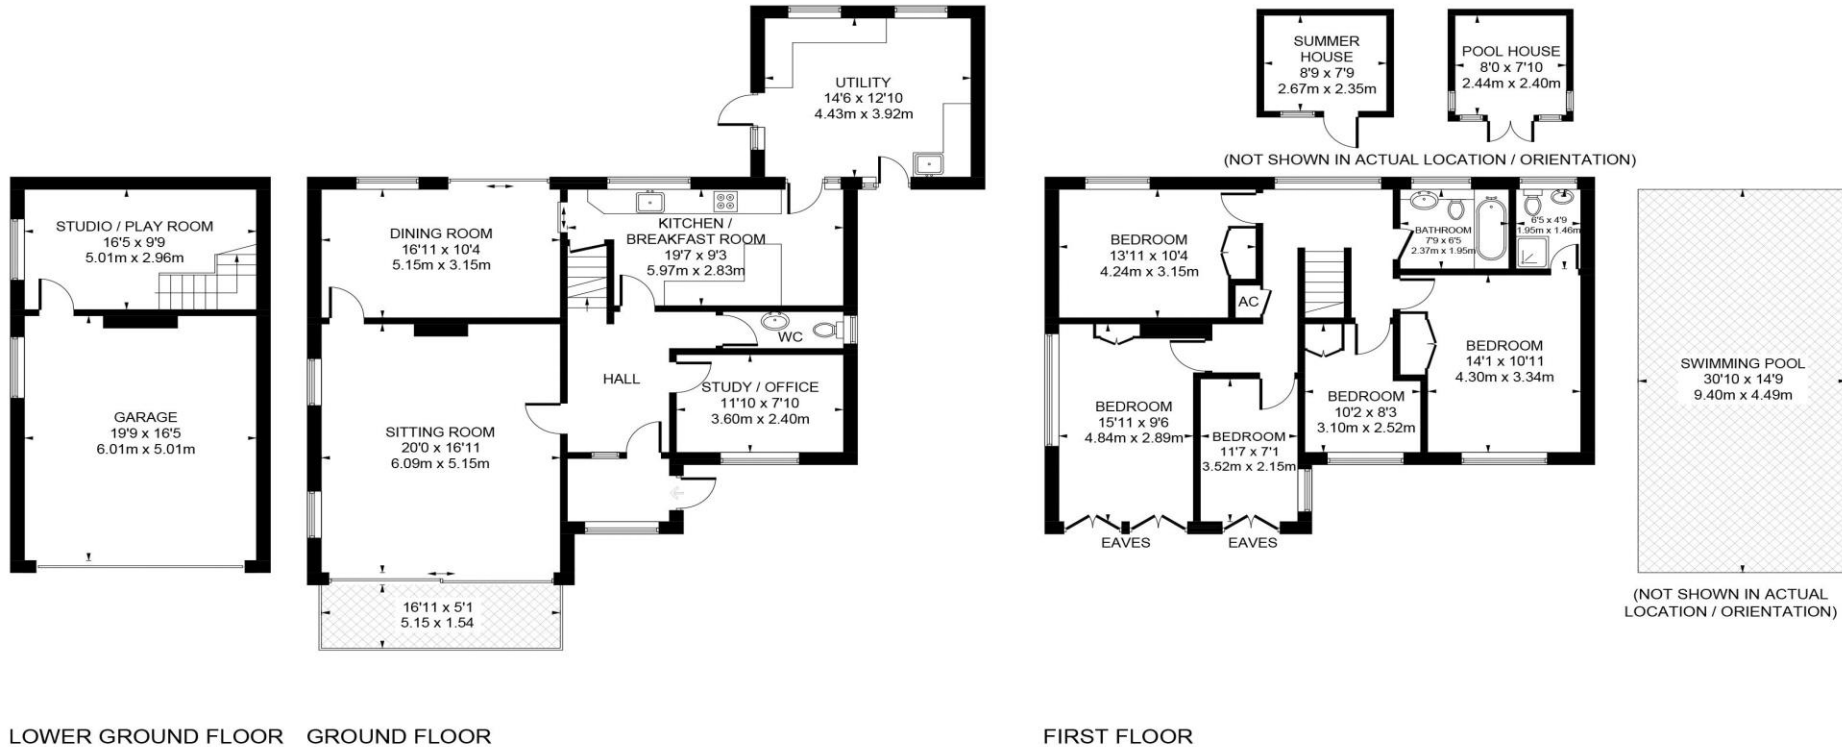 UTILITY
14'6 x 12'10
4.43m x 3.92m
SUMMER
HOUSE
8'9 x 7'9
2.67m x 2.35m
POOL HOUSE
8'0 x 7'10
2.44m x 2.40m
(NOT SHOWN IN ACTUAL LOCATION / ORIENTATION)
STUDIO / PLAY ROOM
16'5 x 9'9
5.01m x 2.96m
GARAGE
19'9 x 16'5
6.01m x 5.01m
DINING ROOM
16'11 x 10'4
5.15m x 3.15m
KITCHEN /
BREAKFAST ROOM
19'7 x 9'3
5.97m x 2.83m
WC
HALL
STUDY / OFFICE
11'10 x 7'10
3.60m x 2.40m
SITTING ROOM
20'0 x 16'11
6.09m x 5.15m
16'11 x 5'1
5.15 x 1.54
BEDROOM
13'11 x 10'4
4.24m x 3.15m
AC
BATHROOM
7'9 x 6'5
2.37m x 1.95m
6'5 x 4'9
1.95m x 1.46m
BEDROOM
14'1 x 10'11
4.30m x 3.34m
BEDROOM
10'2 x 8'3
3.10m x 2.52m
BEDROOM
15'11 x 9'6
4.84m x 2.89m
BEDROOM
11'7 x 7'1
3.52m x 2.15m
EAVES
EAVES
SWIMMING POOL
30'10 x 14'9
9.40m x 4.49m
(NOT SHOWN IN ACTUAL
LOCATION / ORIENTATION)
LOWER GROUND FLOOR
GROUND FLOOR
FIRST FLOOR